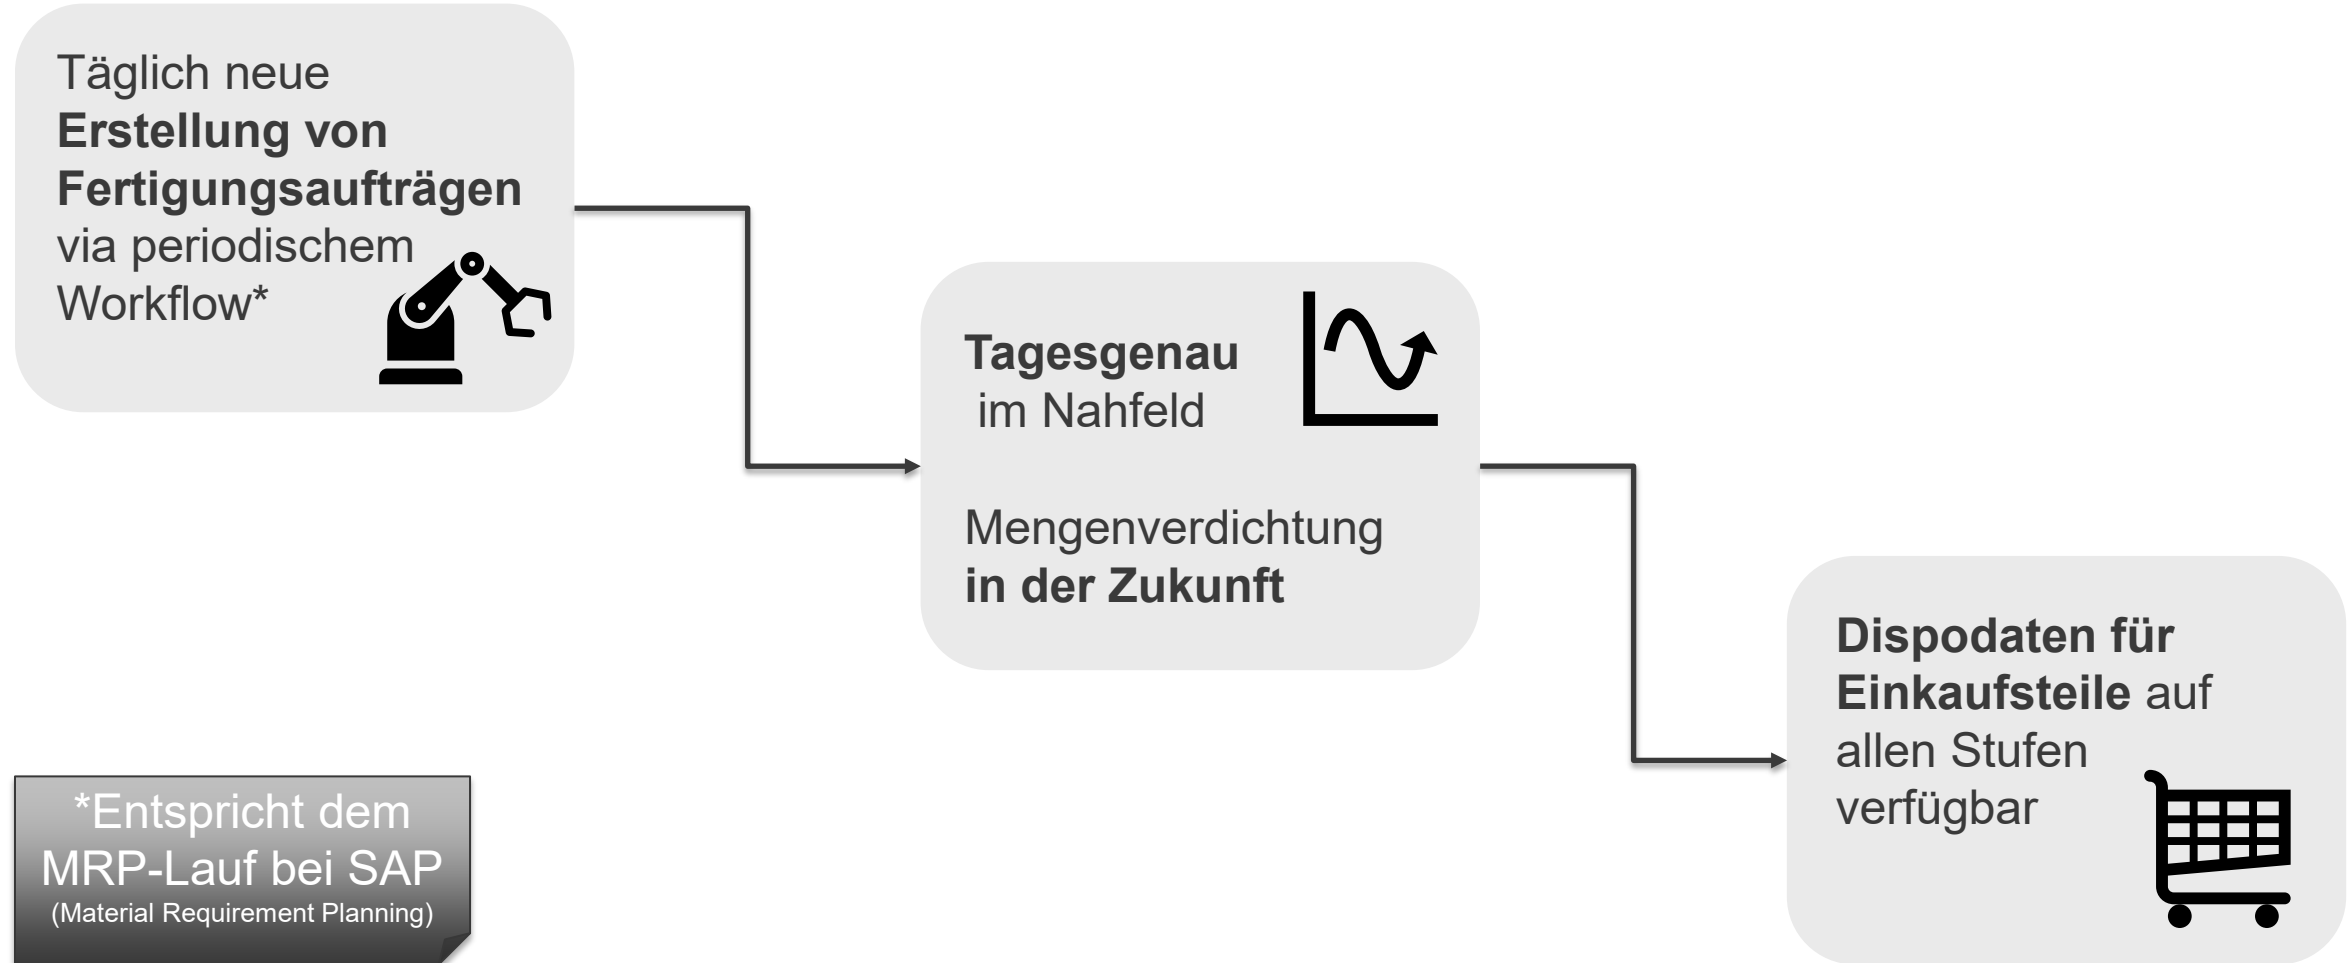 Täglich neue
Erstellung von
Fertigungsaufträgen
via periodischem
Workflow*
Tagesgenau
im Nahfeld
Mengenverdichtung
in der Zukunft
Dispodaten für
Einkaufsteile auf
allen Stufen
verfügbar
*Entspricht dem
MRP-Lauf bei SAP
(Material Requirement Planning)